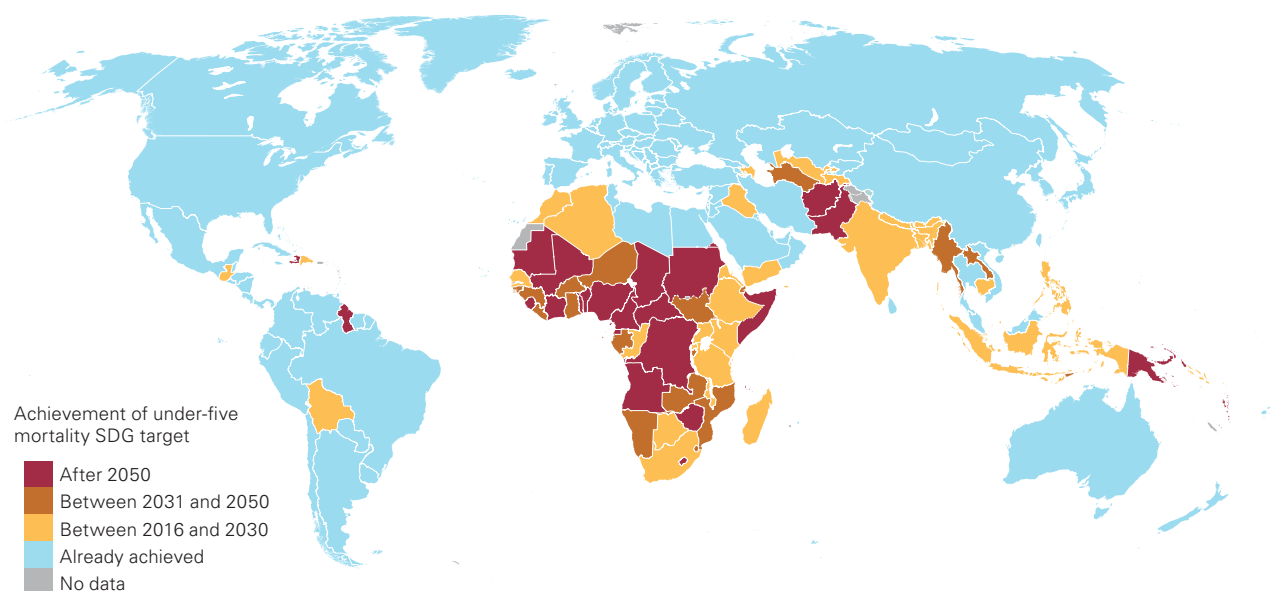 Achievement of under-five
mortality SDG target
After 2050
Between 2031 and 2050
Between 2016 and 2030
Already achieved
No data